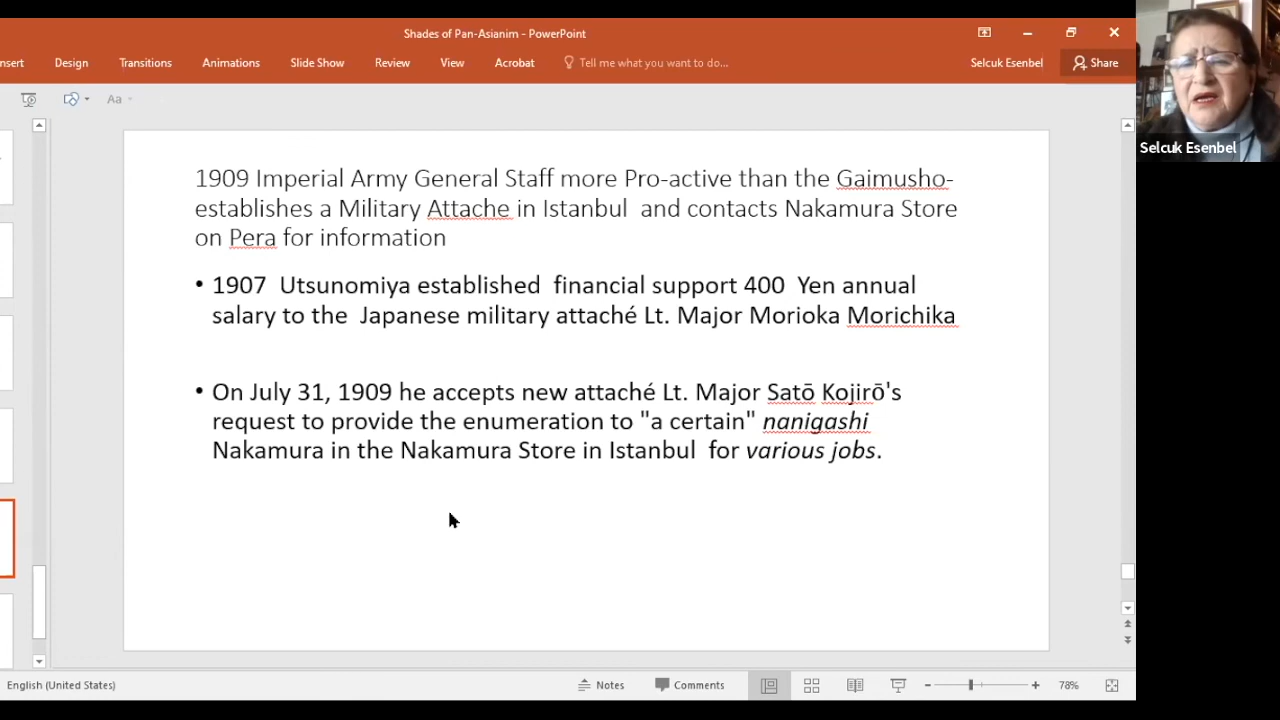 Shades of Pan-Asianim - PowerPoint
nsert Design Transitions Animations Slide Show Review View Acrobat Tell me what you want to do... Selcuk Esenbel Share
Aa
Selcuk Esenbel
1909 Imperial Army General Staff more Pro-active than the Gaimusho-
establishes a Military Attache in Istanbul and contacts Nakamura Store
on Pera for information
• 1907 Utsunomiya established financial support 400 Yen annual
salary to the Japanese military attaché Lt. Major Morioka Morichika
• On July 31, 1909 he accepts new attaché Lt. Major Satō Kojirō's
request to provide the enumeration to "a certain" nanigashi
Nakamura in the Nakamura Store in Istanbul for various jobs.
English (United States) Notes Comments 78%